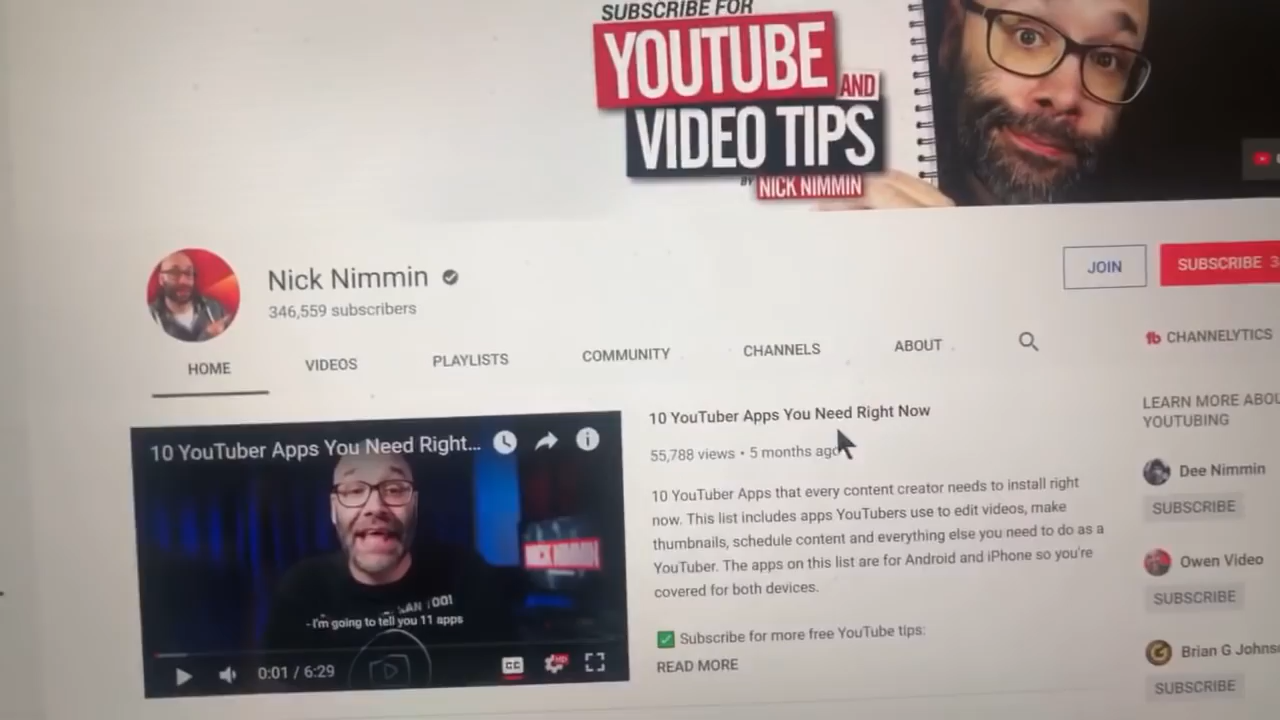 SUBSCRIBE FOR
YOUTUBE
AND
VIDEO TIPS
BY NICK NIMMIN
Nick Nimmin
346,559 subscribers
JOIN
SUBSCRIBE 3
HOME
VIDEOS
PLAYLISTS
COMMUNITY
CHANNELS
ABOUT
CHANNELYTICS
10 YouTuber Apps You Need Right...
NICK NIMMIN
- I'm going to tell you 11 apps
0:01 / 6:29
CC
HD
10 YouTuber Apps You Need Right Now
55,788 views • 5 months ago
10 YouTuber Apps that every content creator needs to install right
now. This list includes apps YouTubers use to edit videos, make
thumbnails, schedule content and everything else you need to do as a
YouTuber. The apps on this list are for Android and iPhone so you're
covered for both devices.
✅ Subscribe for more free YouTube tips:
READ MORE
LEARN MORE ABOU
YOUTUBING
Dee Nimmin
SUBSCRIBE
Owen Video
SUBSCRIBE
Brian G Johns
SUBSCRIBE